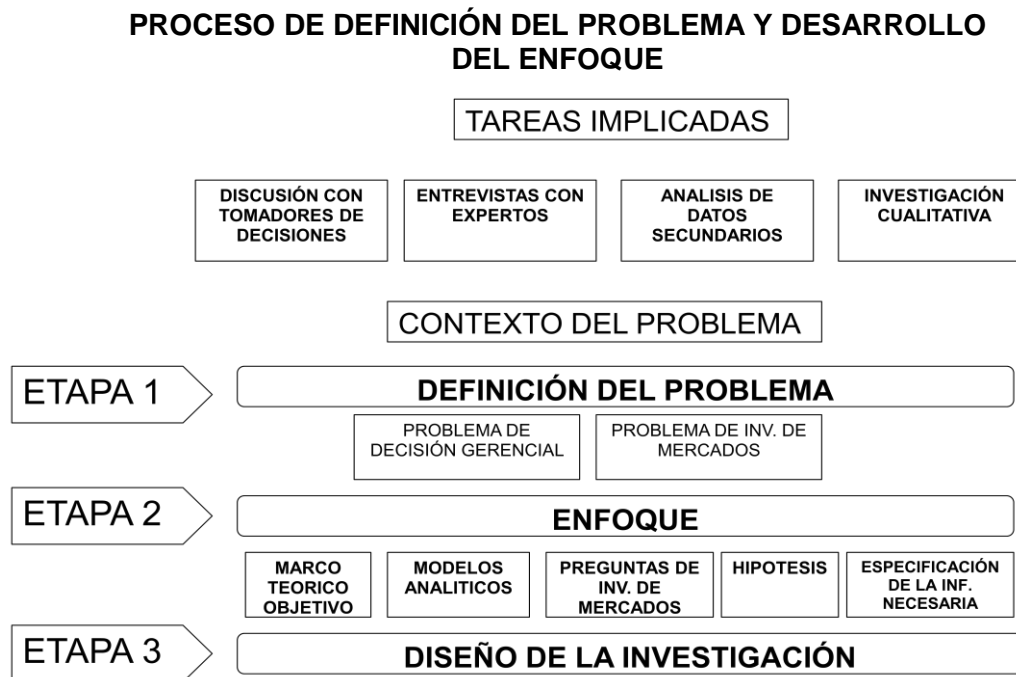 PROCESO DE DEFINICIÓN DEL PROBLEMA Y DESARROLLO
DEL ENFOQUE
TAREAS IMPLICADAS
DISCUSIÓN CON
TOMADORES DE
DECISIONES
ENTREVISTAS CON
EXPERTOS
ANALISIS DE
DATOS
SECUNDARIOS
INVESTIGACIÓN
CUALITATIVA
CONTEXTO DEL PROBLEMA
ETAPA 1
DEFINICIÓN DEL PROBLEMA
PROBLEMA DE
DECISIÓN GERENCIAL
PROBLEMA DE INV. DE
MERCADOS
ETAPA 2
ENFOQUE
MARCO
TEORICO
OBJETIVO
MODELOS
ANALITICOS
PREGUNTAS DE
INV. DE
MERCADOS
HIPOTESIS
ESPECIFICACIÓN
DE LA INF.
NECESARIA
ETAPA 3
DISEÑO DE LA INVESTIGACIÓN